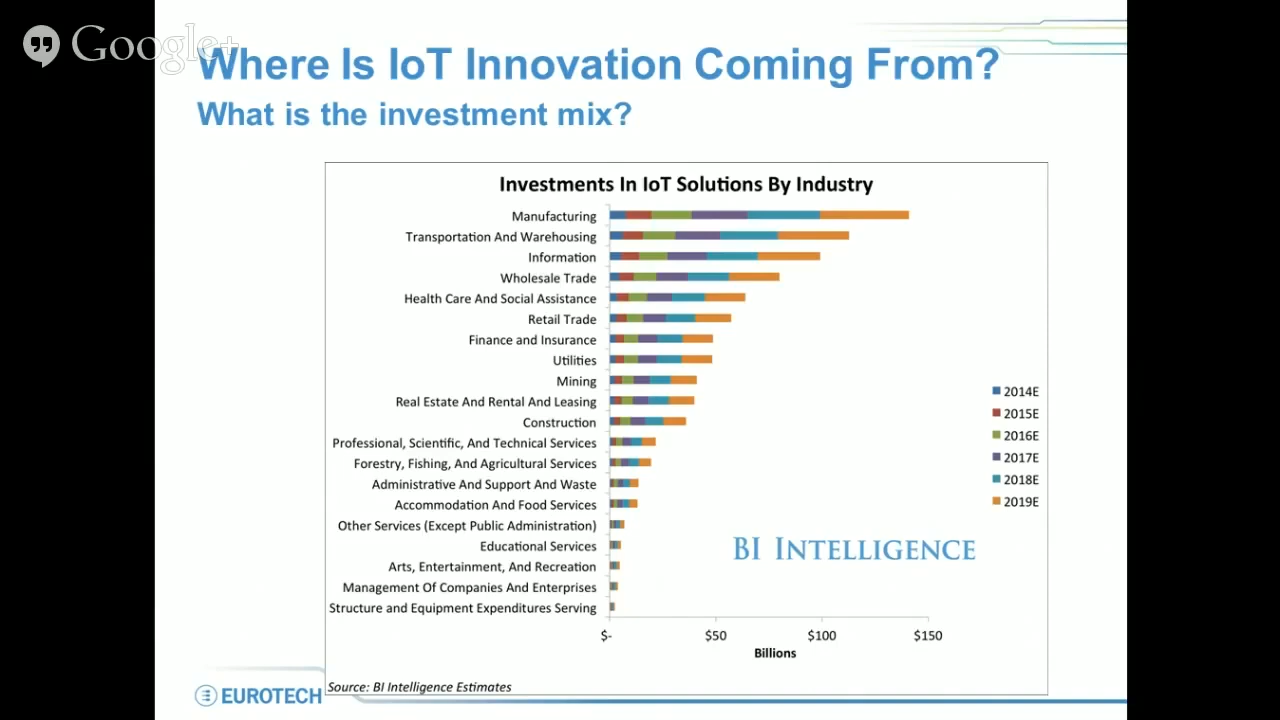 Google+
Where Is IoT Innovation Coming From?
What is the investment mix?
Investments In IoT Solutions By Industry
Manufacturing
Transportation And Warehousing
Information
Wholesale Trade
Health Care And Social Assistance
Retail Trade
Finance and Insurance
Utilities
Mining
Real Estate And Rental And Leasing
Construction
Professional, Scientific, And Technical Services
Forestry, Fishing, And Agricultural Services
Administrative And Support And Waste
Accommodation And Food Services
Other Services (Except Public Administration)
Educational Services
Arts, Entertainment, And Recreation
Management Of Companies And Enterprises
Structure and Equipment Expenditures Serving
2014E
2015E
2016E
2017E
2018E
2019E
BI INTELLIGENCE
$- $50 $100 $150
Billions
Source: BI Intelligence Estimates
EUROTECH